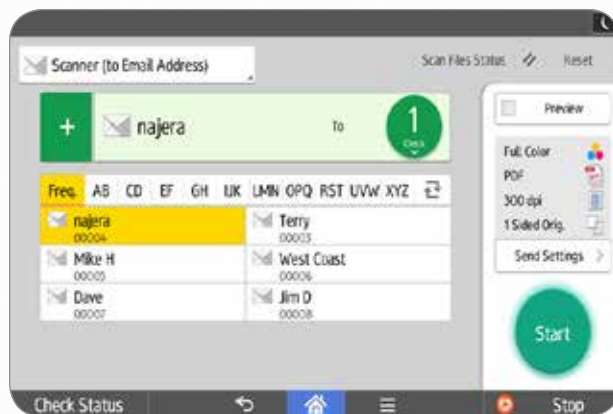 Scanner (to Email Address)
Scan Files Status
Reset
+
najera
To
1
Check
Preview
Full Color
PDF
300 dpi
1 Sided Orig.
Send Settings >
Start
Freq. AB CD EF GH IJK LMN OPQ RST UVW XYZ
najera
00004
Terry
00003
Mike H
00005
West Coast
00006
Dave
00007
Jim D
00008
Check Status
Stop